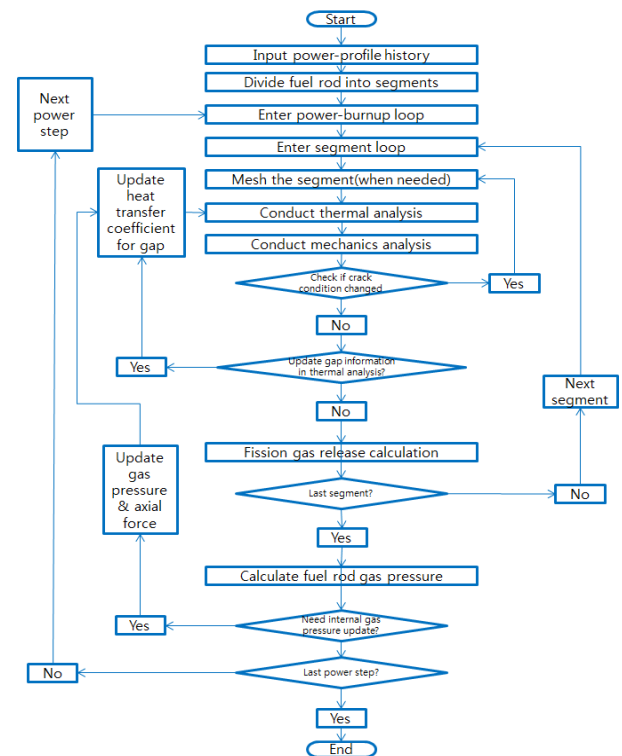 Start
Input power-profile history
Divide fuel rod into segments
Next
power
step
Enter power-burnup loop
Enter segment loop
Update
heat
transfer
coefficient
for gap
Mesh the segment(when needed)
Conduct thermal analysis
Conduct mechanics analysis
Check if crack
condition changed
Yes
No
Update gap information
in thermal analysis?
Yes
Next
segment
No
Update
gas
pressure
& axial
force
Fission gas release calculation
Last segment?
No
Yes
Calculate fuel rod gas pressure
Need internal gas
pressure update?
Yes
Last power step?
No
Yes
End